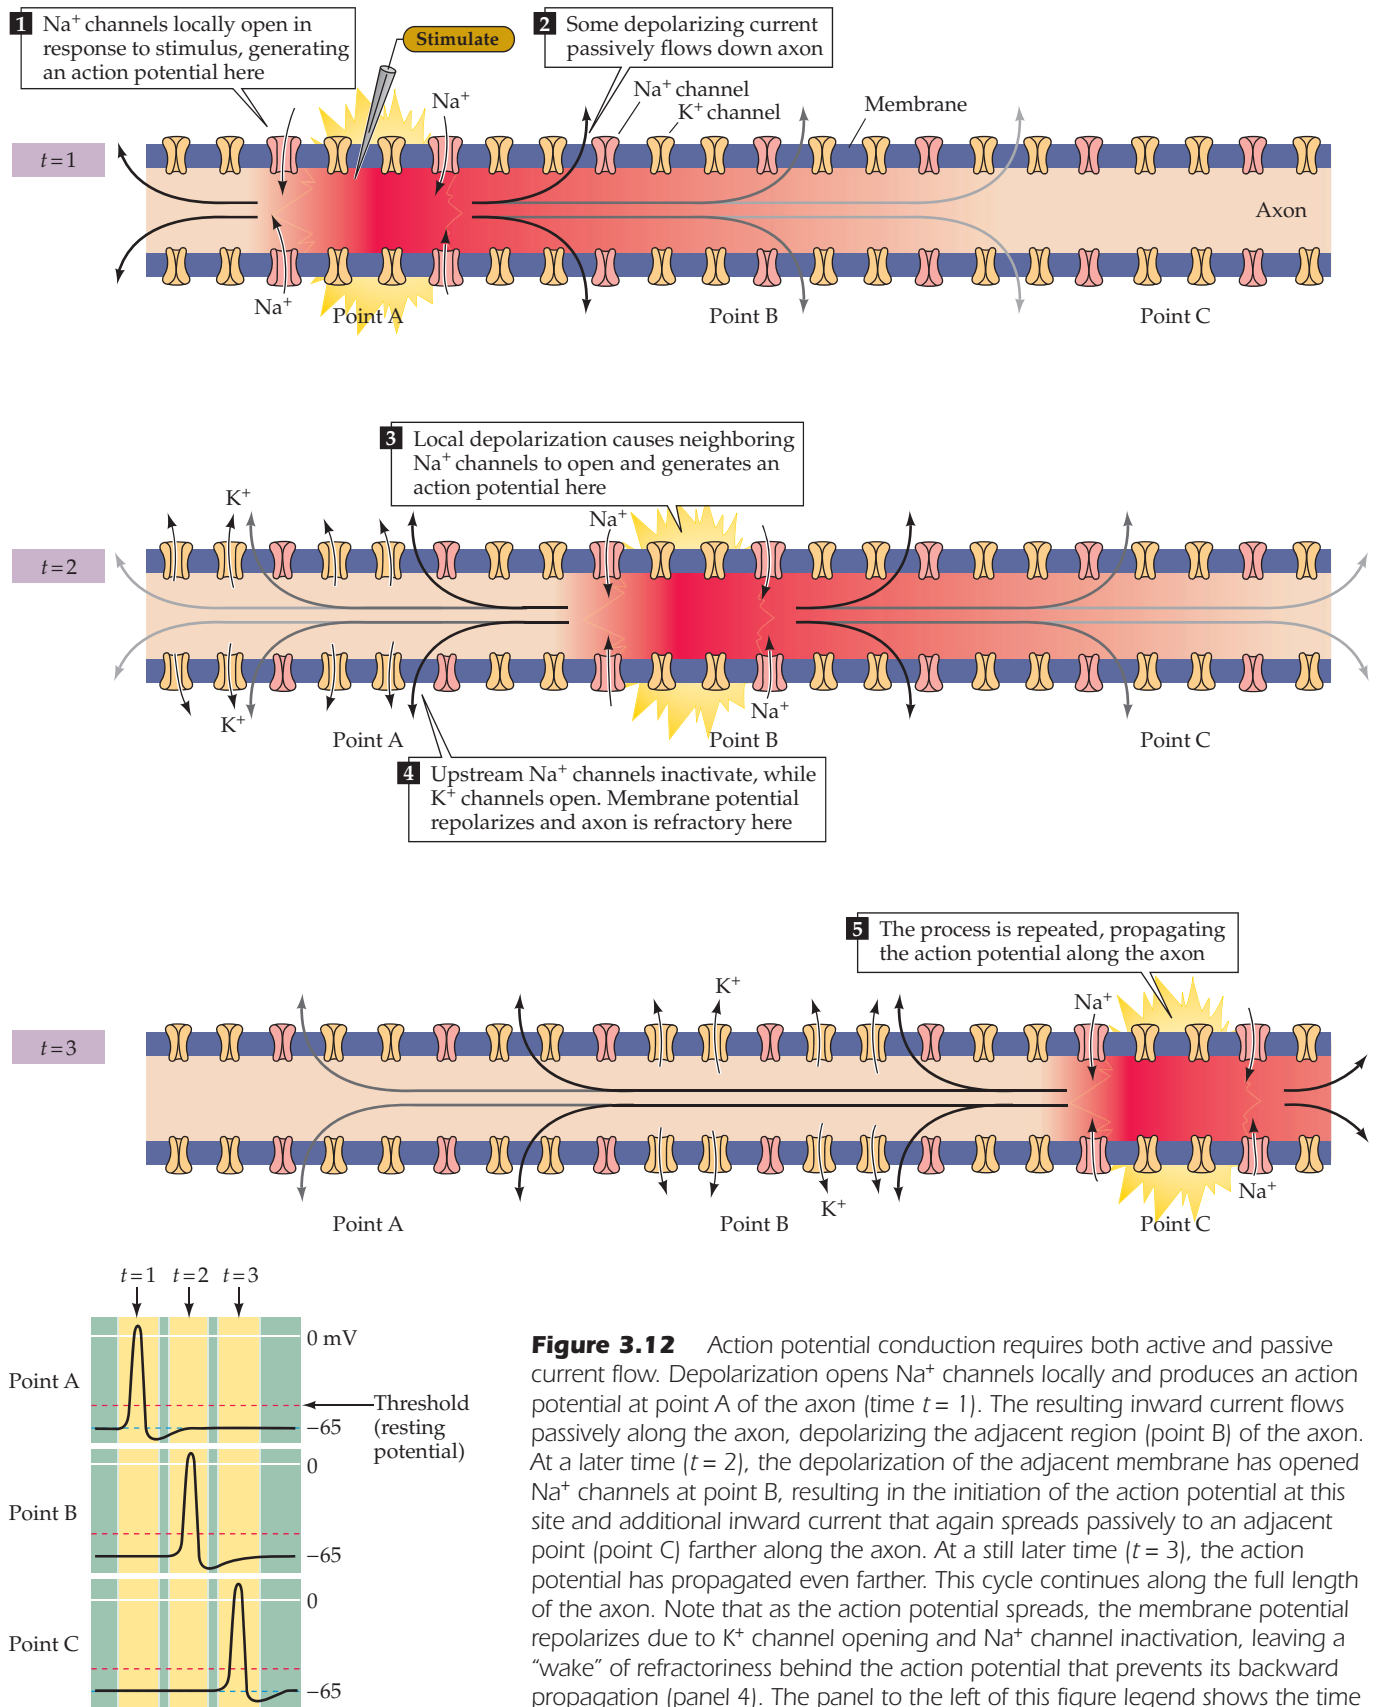 1 Na+ channels locally open in
response to stimulus, generating
an action potential here
Stimulate
2 Some depolarizing current
passively flows down axon
Na+ channel
K+ channel
Membrane
Na+
t=1
Axon
Na+
Point A
Point B
Point C
3 Local depolarization causes neighboring
Na+ channels to open and generates an
action potential here
K+
Na+
t=2
K+
Na+
Point A
Point B
Point C
4 Upstream Na+ channels inactivate, while
K+ channels open. Membrane potential
repolarizes and axon is refractory here
5 The process is repeated, propagating
the action potential along the axon
K+
Na+
t=3
K+
Na+
Point A
Point B
Point C
t=1 t=2 t=3
0 mV
Point A
Threshold
(resting
potential)
−65
0
Point B
−65
0
Point C
−65
Figure 3.12 Action potential conduction requires both active and passive
current flow. Depolarization opens Na+ channels locally and produces an action
potential at point A of the axon (time t = 1). The resulting inward current flows
passively along the axon, depolarizing the adjacent region (point B) of the axon.
At a later time (t = 2), the depolarization of the adjacent membrane has opened
Na+ channels at point B, resulting in the initiation of the action potential at this
site and additional inward current that again spreads passively to an adjacent
point (point C) farther along the axon. At a still later time (t = 3), the action
potential has propagated even farther. This cycle continues along the full length
of the axon. Note that as the action potential spreads, the membrane potential
repolarizes due to K+ channel opening and Na+ channel inactivation, leaving a
“wake” of refractoriness behind the action potential that prevents its backward
propagation (panel 4). The panel to the left of this figure legend shows the time